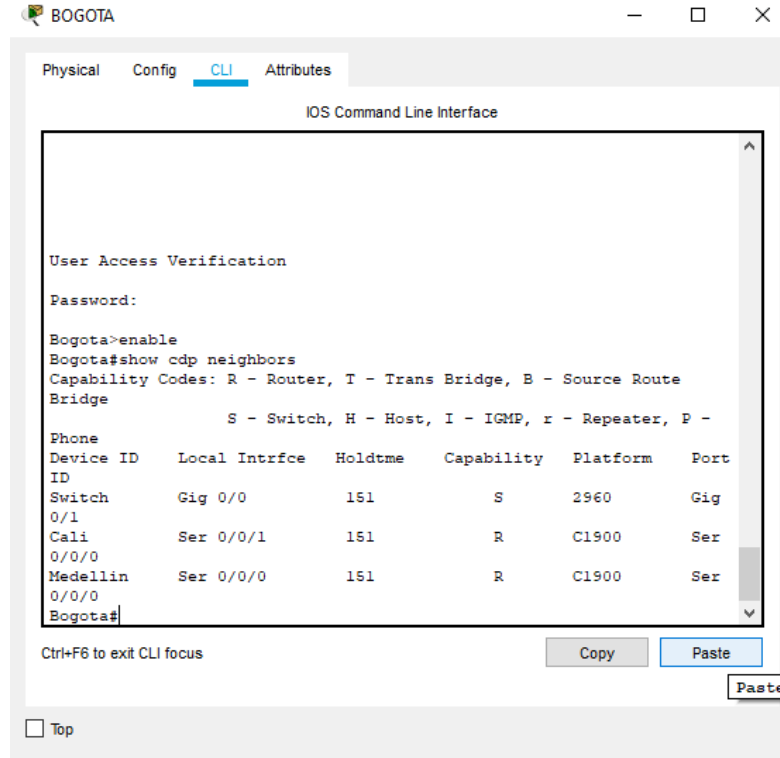 BOGOTA
Physical Config CLI Attributes
IOS Command Line Interface
User Access Verification
Password:
Bogota>enable
Bogota#show cdp neighbors
Capability Codes: R - Router, T - Trans Bridge, B - Source Route
Bridge
S - Switch, H - Host, I - IGMP, r - Repeater, P -
Phone
Device ID Local Intrfce Holdtme Capability Platform Port
ID
Switch Gig 0/0 151 S 2960 Gig
0/1
Cali Ser 0/0/1 151 R C1900 Ser
0/0/0
Medellin Ser 0/0/0 151 R C1900 Ser
0/0/0
Bogota#
Ctrl+F6 to exit CLI focus Copy Paste
Paste
Top